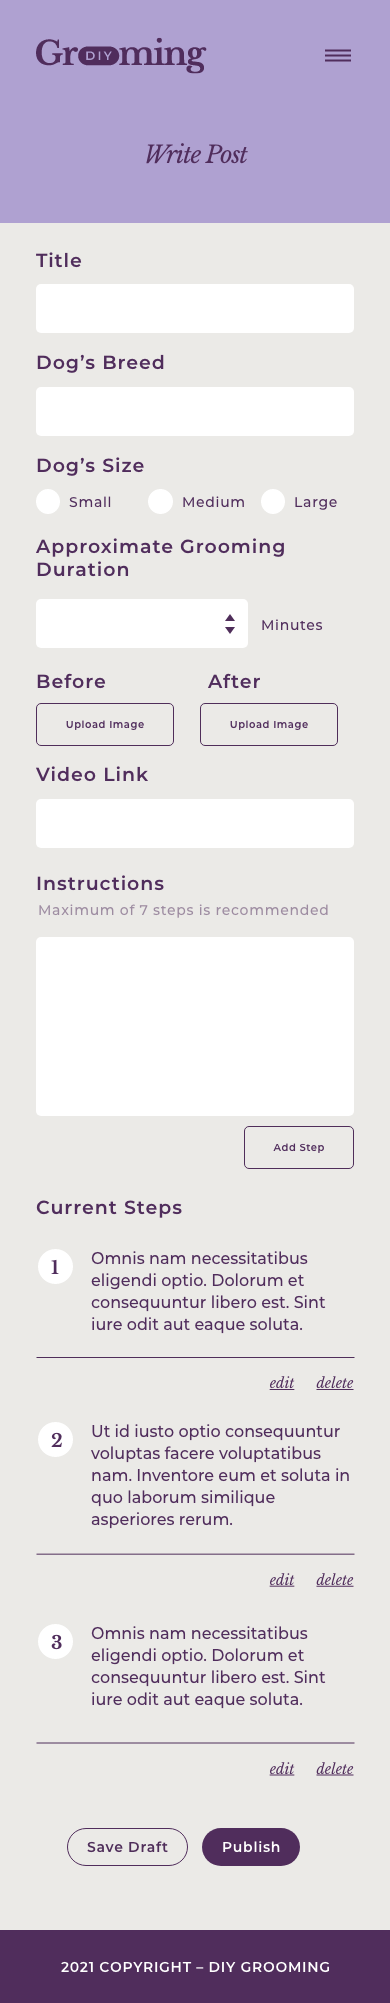 Grooming
DIY
Write Post
Title
Dog’s Breed
Dog’s Size
Small Medium Large
Approximate Grooming
Duration
Minutes
Before After
Upload Image Upload Image
Video Link
Instructions
Maximum of 7 steps is recommended
Add Step
Current Steps
1 Omnis nam necessitatibus
eligendi optio. Dolorum et
consequuntur libero est. Sint
iure odit aut eaque soluta.
edit delete
2 Ut id iusto optio consequuntur
voluptas facere voluptatibus
nam. Inventore eum et soluta in
quo laborum similique
asperiores rerum.
edit delete
3 Omnis nam necessitatibus
eligendi optio. Dolorum et
consequuntur libero est. Sint
iure odit aut eaque soluta.
edit delete
Save Draft Publish
2021 COPYRIGHT – DIY GROOMING